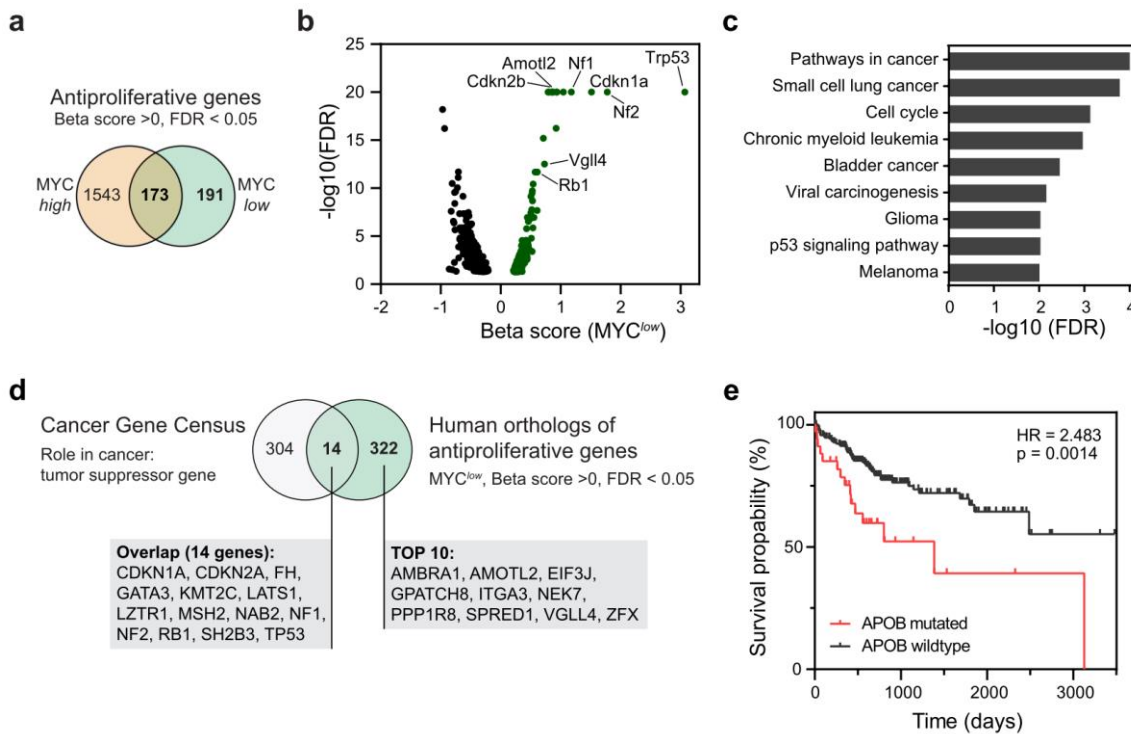 a
Antiproliferative genes
Beta score >0, FDR < 0.05
MYC
high
1543
173
191
MYC
low
b
25
20
15
10
5
0
-log10(FDR)
Amotl2
Nf1
Trp53
Cdkn2b
Cdkn1a
Nf2
Vgll4
Rb1
-2
-1
0
1
2
3
Beta score (MYClow)
c
Pathways in cancer
Small cell lung cancer
Cell cycle
Chronic myeloid leukemia
Bladder cancer
Viral carcinogenesis
Glioma
p53 signaling pathway
Melanoma
0
1
2
3
4
-log10 (FDR)
d
Cancer Gene Census
Role in cancer:
tumor suppressor gene
304
14
322
Human orthologs of
antiproliferative genes
MYClow, Beta score >0, FDR < 0.05
Overlap (14 genes):
CDKN1A, CDKN2A, FH,
GATA3, KMT2C, LATS1,
LZTR1, MSH2, NAB2, NF1,
NF2, RB1, SH2B3, TP53
TOP 10:
AMBRA1, AMOTL2, EIF3J,
GPATCH8, ITGA3, NEK7,
PPP1R8, SPRED1, VGLL4, ZFX
e
100
50
0
Survival propability (%)
HR = 2.483
p = 0.0014
APOB mutated
APOB wildtype
0
1000
2000
3000
Time (days)